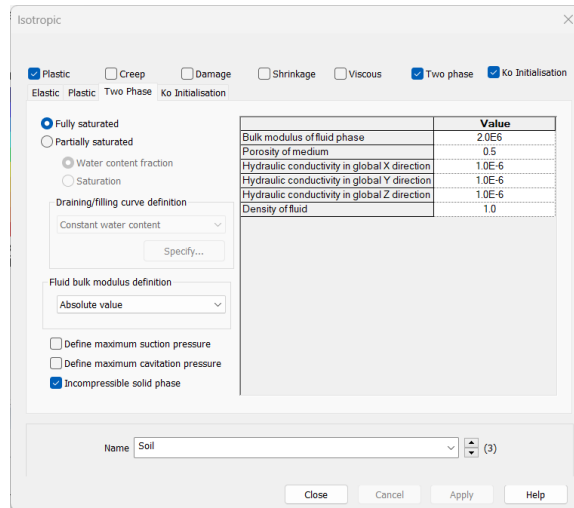 Isotropic
Plastic Creep Damage Shrinkage Viscous Two phase Ko Initialisation
Elastic Plastic Two Phase Ko Initialisation
Fully saturated
Partially saturated
Water content fraction
Saturation
Draining/filling curve definition
Constant water content
Specify...
Fluid bulk modulus definition
Absolute value
Define maximum suction pressure
Define maximum cavitation pressure
Incompressible solid phase
Value
Bulk modulus of fluid phase 2.0E6
Porosity of medium 0.5
Hydraulic conductivity in global X direction 1.0E-6
Hydraulic conductivity in global Y direction 1.0E-6
Hydraulic conductivity in global Z direction 1.0E-6
Density of fluid 1.0
Name Soil (3)
Close Cancel Apply Help